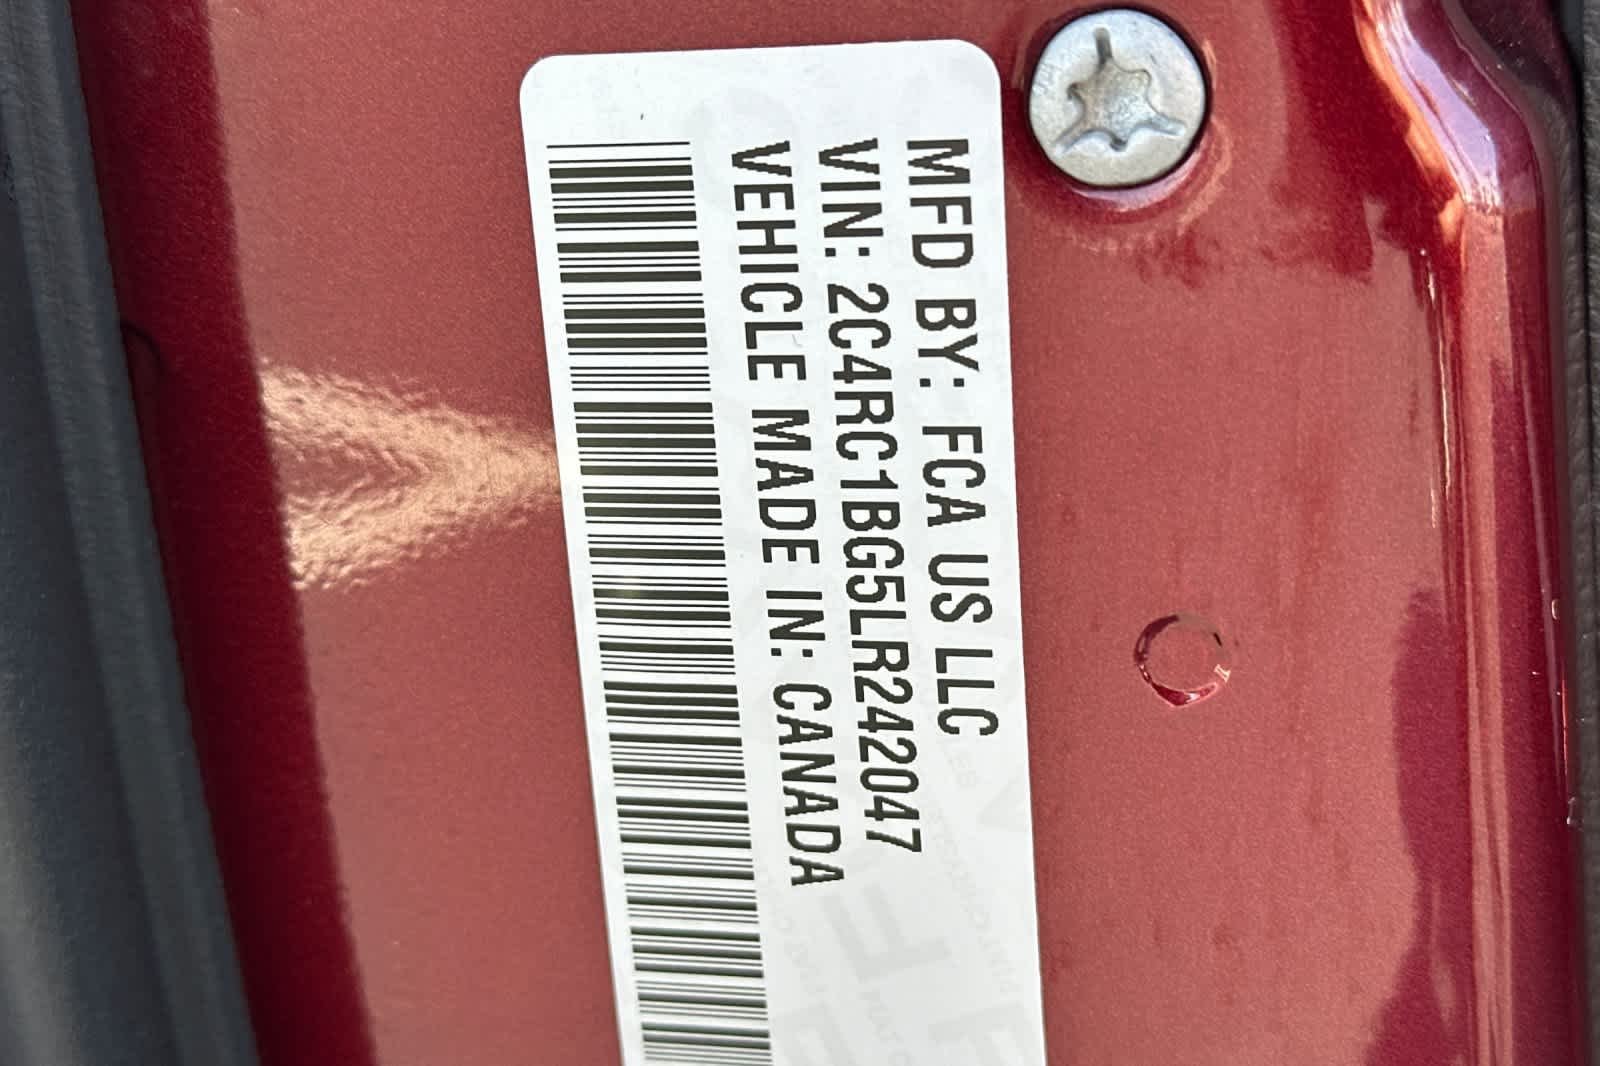 MFD BY: FCA US LLC
VIN: 2C4RC1BG5LR242047
VEHICLE MADE IN: CANADA